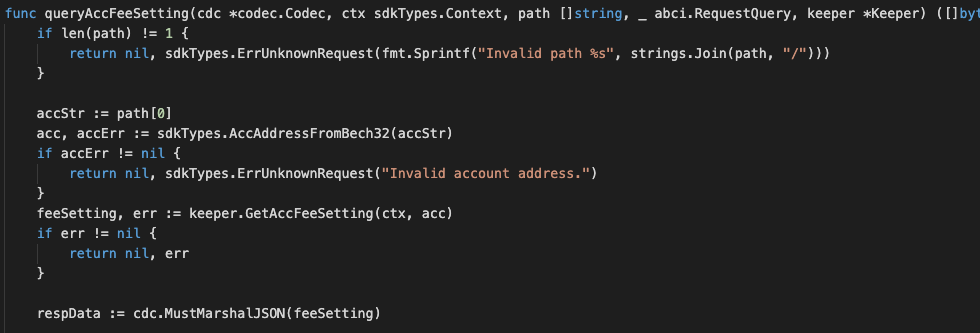 func queryAccFeeSetting(cdc *codec.Codec, ctx sdkTypes.Context, path []string, _ abci.RequestQuery, keeper *Keeper) ([]byt
    if len(path) != 1 {
        return nil, sdkTypes.ErrUnknownRequest(fmt.Sprintf("Invalid path %s", strings.Join(path, "/")))
    }
    accStr := path[0]
    acc, accErr := sdkTypes.AccAddressFromBech32(accStr)
    if accErr != nil {
        return nil, sdkTypes.ErrUnknownRequest("Invalid account address.")
    }
    feeSetting, err := keeper.GetAccFeeSetting(ctx, acc)
    if err != nil {
        return nil, err
    }
    respData := cdc.MustMarshalJSON(feeSetting)